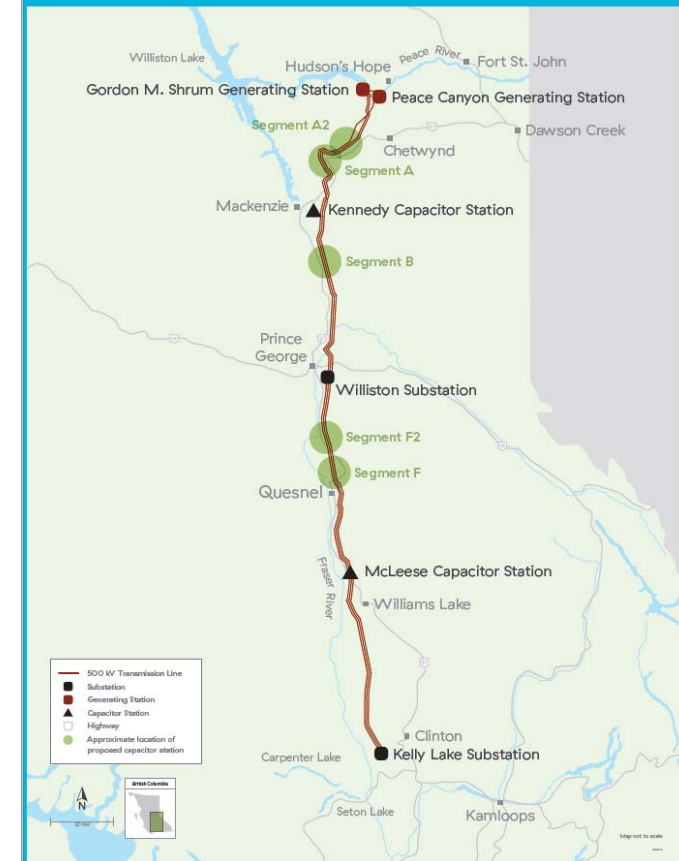 Williston Lake
Hudson's Hope
Peace River
Fort St. John
Gordon M. Shrum Generating Station
Peace Canyon Generating Station
Segment A2
Dawson Creek
Chetwynd
Segment A
Mackenzie
Kennedy Capacitor Station
Segment B
Prince
George
Williston Substation
Segment F2
Segment F
Quesnel
Fraser River
McLeese Capacitor Station
Williams Lake
500 kV Transmission Line
Substation
Generating Station
Capacitor Station
Highway
Approximate location of
proposed capacitor station
Clinton
Kelly Lake Substation
Carpenter Lake
British Columbia
N
Seton Lake
Kamloops
Map not to scale